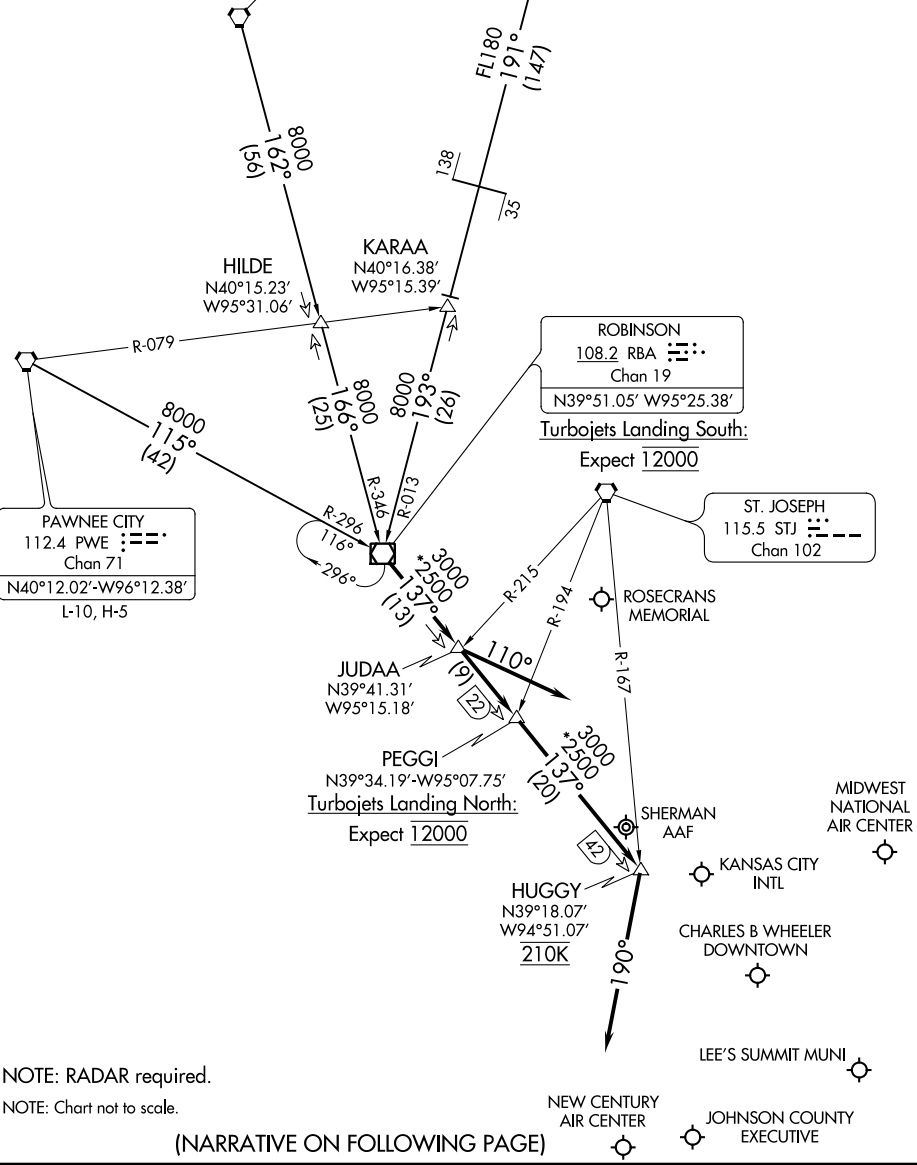 FL180
191°
(147)
8000
162°
(56)
138
35
KARAA
N40°16.38′
W95°15.39′
HILDE
N40°15.23′
W95°31.06′
R-079
ROBINSON
108.2 RBA
Chan 19
N39°51.05′ W95°25.38′
Turbojets Landing South:
Expect 12000
8000
166°
(25)
8000
193°
(26)
8000
115°
(42)
R-346
R-013
ST. JOSEPH
115.5 STJ
Chan 102
PAWNEE CITY
112.4 PWE
Chan 71
N40°12.02′-W96°12.38′
L-10, H-5
R-296
116°
296°
3000
*2500
137°
(13)
R-215
R-194
R-167
ROSECRANS
MEMORIAL
110°
JUDAA
N39°41.31′
W95°15.18′
(9)
22
PEGGI
N39°34.19′-W95°07.75′
Turbojets Landing North:
Expect 12000
3000
*2500
137°
(20)
MIDWEST
NATIONAL
AIR CENTER
SHERMAN
AAF
42
KANSAS CITY
INTL
HUGGY
N39°18.07′
W94°51.07′
210K
CHARLES B WHEELER
DOWNTOWN
190°
LEE'S SUMMIT MUNI
NOTE: RADAR required.
NOTE: Chart not to scale.
NEW CENTURY
AIR CENTER
JOHNSON COUNTY
EXECUTIVE
(NARRATIVE ON FOLLOWING PAGE)